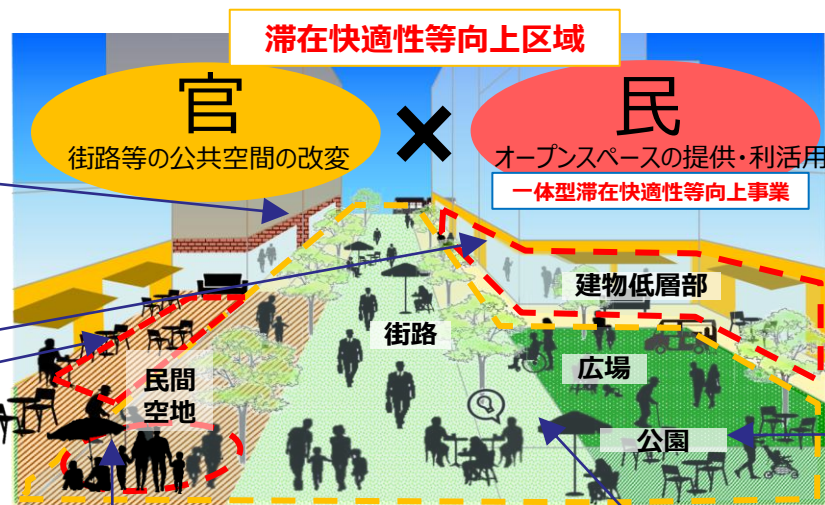 滞在快適性等向上区域
官
街路等の公共空間の改変
×
民
オープンスペースの提供・利活用
一体型滞在快適性等向上事業
建物低層部
街路
広場
民間
空地
公園